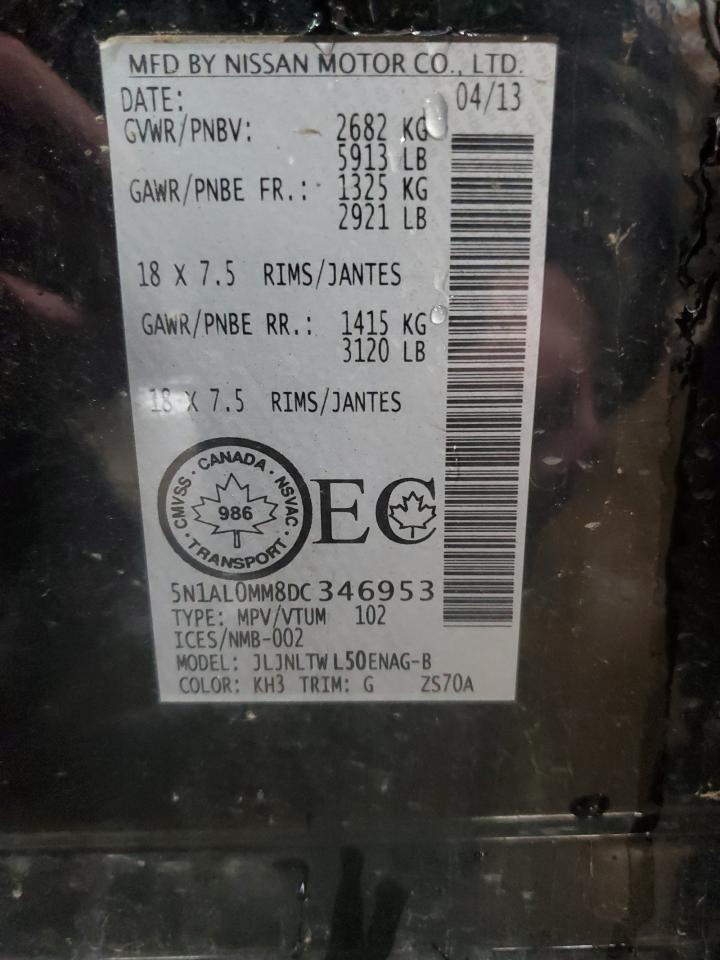 MFD BY NISSAN MOTOR CO., LTD.
DATE: 04/13
GVWR/PNBV: 2682 KG
5913 LB
GAWR/PNBE FR.: 1325 KG
2921 LB
18 X 7.5 RIMS/JANTES
GAWR/PNBE RR.: 1415 KG
3120 LB
18 X 7.5 RIMS/JANTES
CANADA · NSVAC · TRANSPORT · CMVSS ·
986
EC
5N1AL0MM8DC346953
TYPE: MPV/VTUM 102
ICES/NMB-002
MODEL: JLJNLTWL50ENAG-B
COLOR: KH3 TRIM: G ZS70A